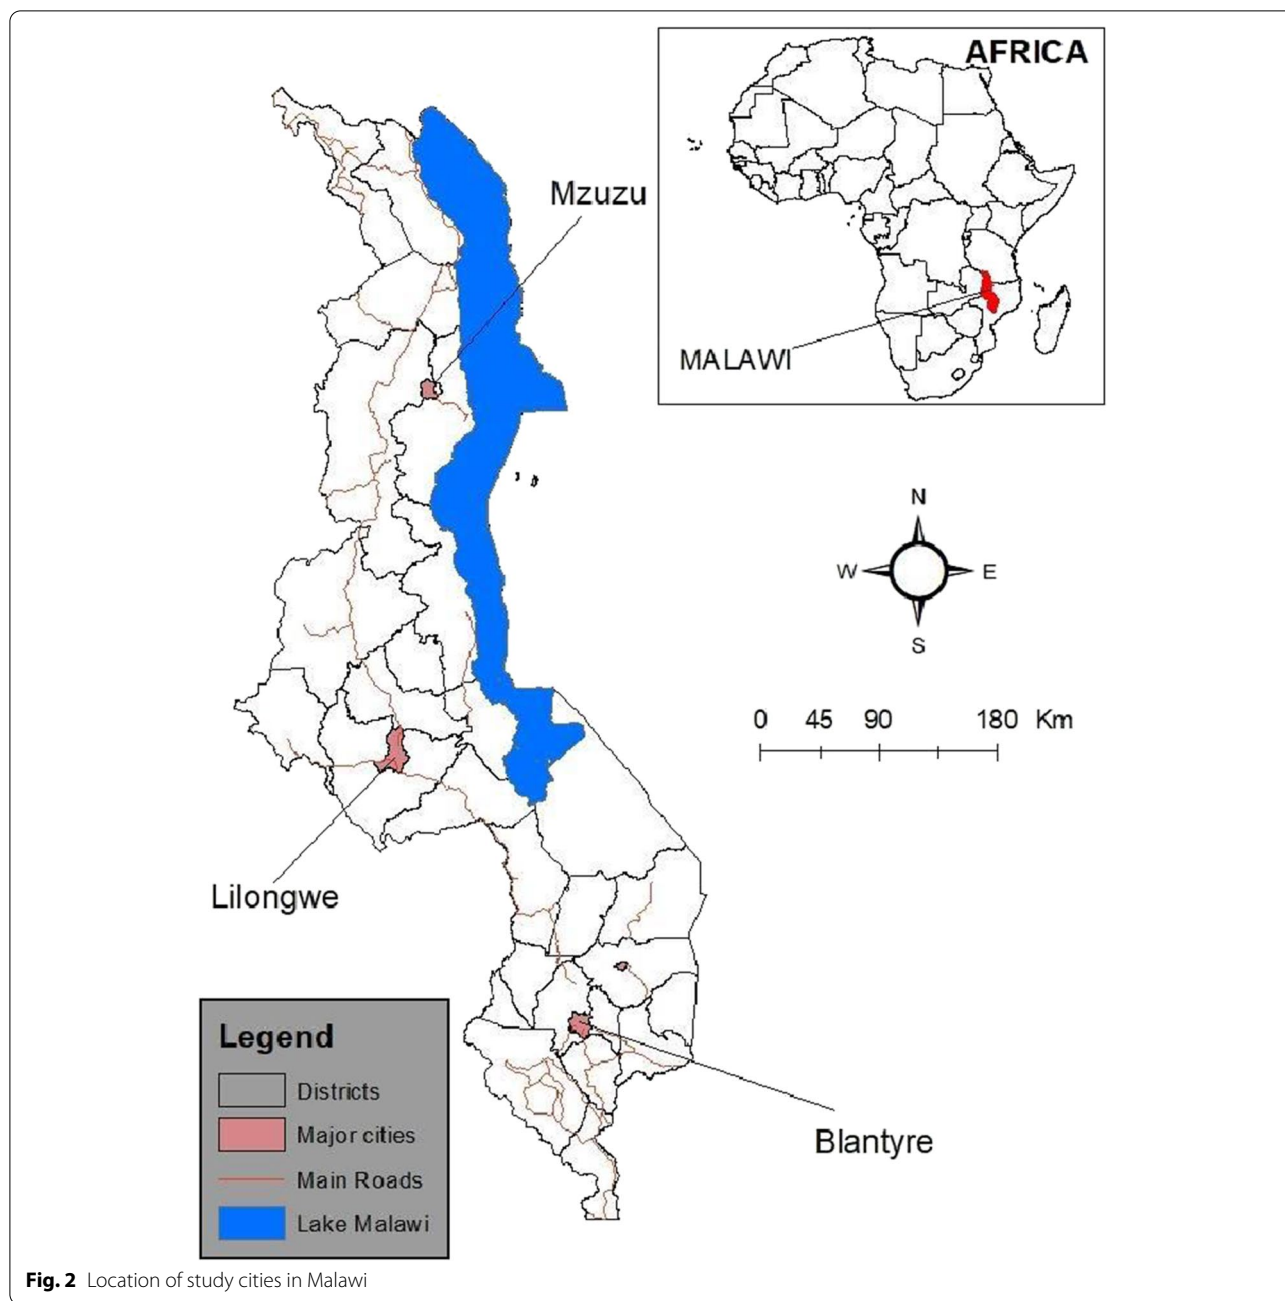 AFRICA
Mzuzu
MALAWI
N
W E
S
0 45 90 180 Km
Lilongwe
Blantyre
Legend
Districts
Major cities
Main Roads
Lake Malawi
Fig. 2 Location of study cities in Malawi